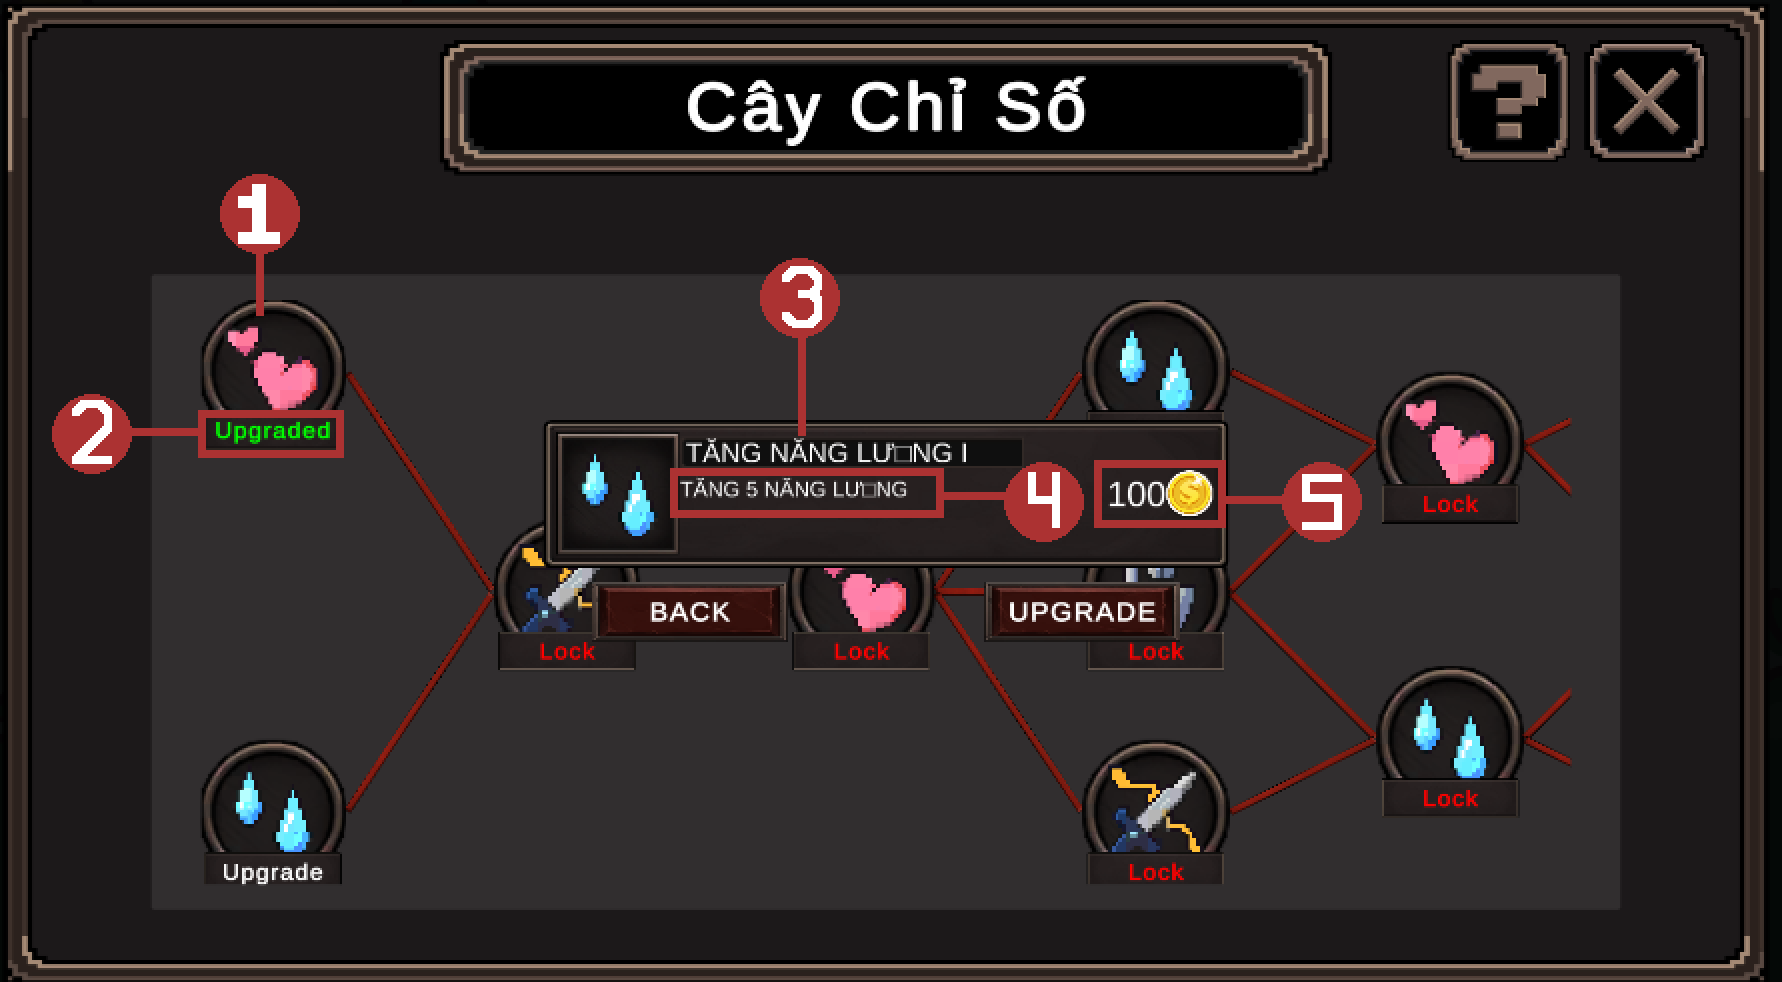 Cây Chỉ Số
?
1
3
2
Upgraded
TĂNG NĂNG LƯ□NG I
TĂNG 5 NĂNG LƯ□NG
4
100
5
Lock
BACK
UPGRADE
Lock
Lock
Lock
Lock
Upgrade
Lock